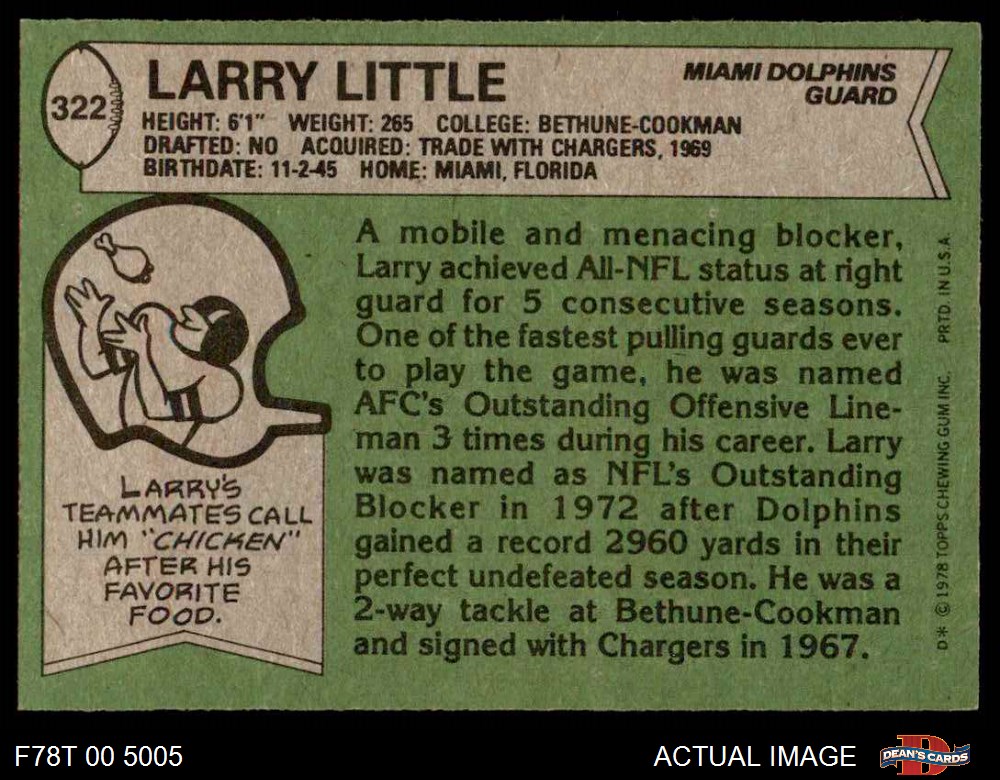 322
LARRY LITTLE
MIAMI DOLPHINS
GUARD
HEIGHT: 6'1" WEIGHT: 265 COLLEGE: BETHUNE-COOKMAN
DRAFTED: NO ACQUIRED: TRADE WITH CHARGERS, 1969
BIRTHDATE: 11-2-45 HOME: MIAMI, FLORIDA
LARRY'S
TEAMMATES CALL
HIM "CHICKEN"
AFTER HIS
FAVORITE
FOOD.
A mobile and menacing blocker,
Larry achieved All-NFL status at right
guard for 5 consecutive seasons.
One of the fastest pulling guards ever
to play the game, he was named
AFC's Outstanding Offensive Line-
man 3 times during his career. Larry
was named as NFL's Outstanding
Blocker in 1972 after Dolphins
gained a record 2960 yards in their
perfect undefeated season. He was a
2-way tackle at Bethune-Cookman
and signed with Chargers in 1967.
D* © 1978 TOPPS CHEWING GUM INC. PRTD. IN U.S.A.
F78T 00 5005
ACTUAL IMAGE
DEAN'S CARDS